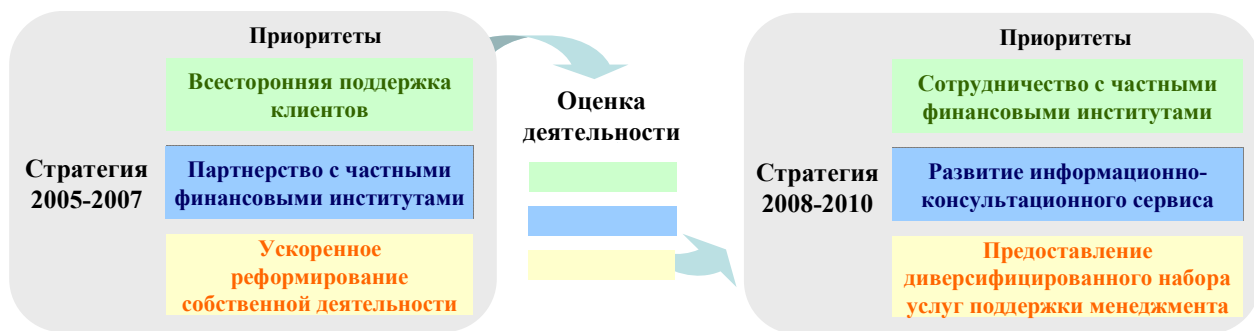 Приоритеты
Всесторонняя поддержка
клиентов
Стратегия
2005-2007
Партнерство с частными
финансовыми институтами
Ускоренное
реформирование
собственной деятельности
Оценка
деятельности
Приоритеты
Сотрудничество с частными
финансовыми институтами
Стратегия
2008-2010
Развитие информационно-
консультационного сервиса
Предоставление
диверсифицированного набора
услуг поддержки менеджмента